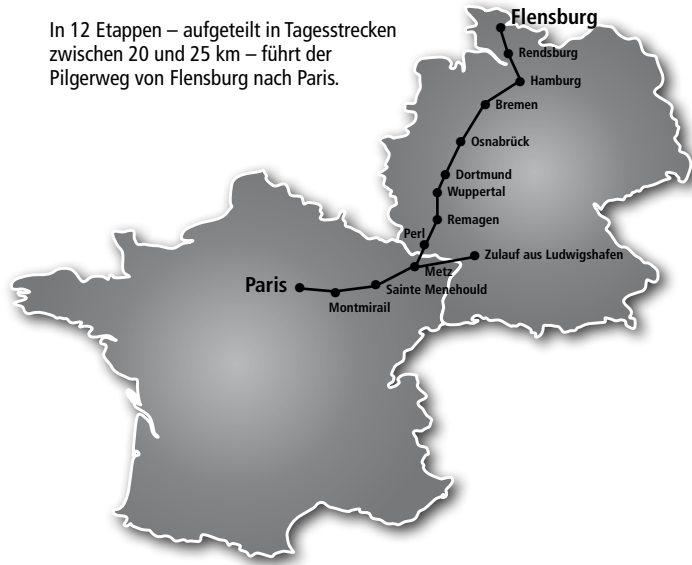 In 12 Etappen – aufgeteilt in Tagesstrecken
zwischen 20 und 25 km – führt der
Pilgerweg von Flensburg nach Paris.
Flensburg
Rendsburg
Hamburg
Bremen
Osnabrück
Dortmund
Wuppertal
Remagen
Perl
Zulauf aus Ludwigshafen
Metz
Paris
Sainte Menehould
Montmirail